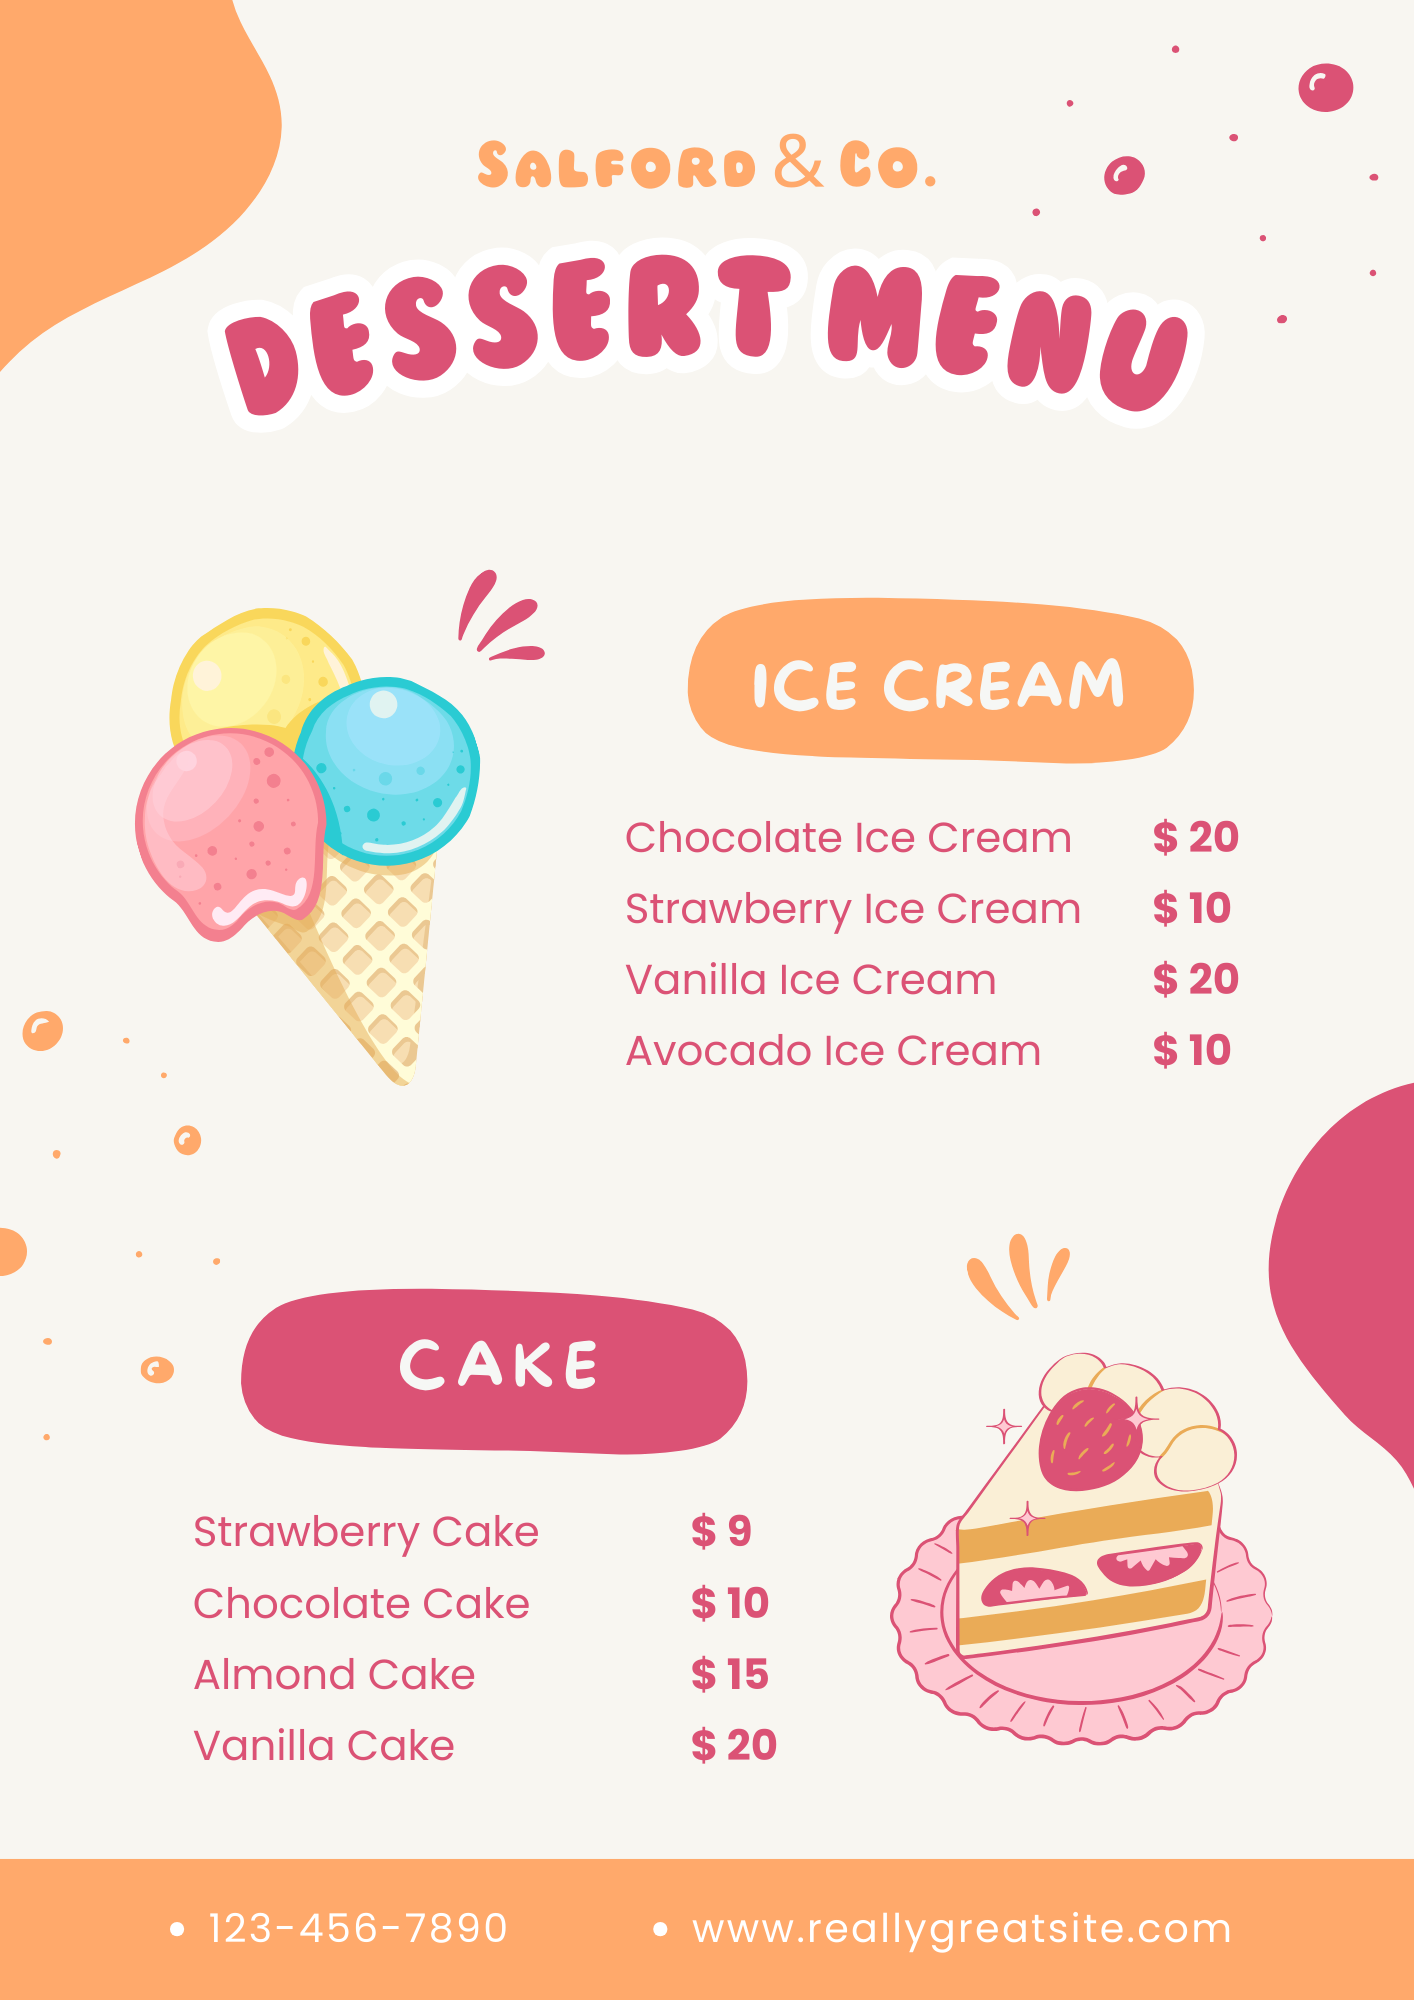 SALFORD & CO.
DESSERT MENU
ICE CREAM
Chocolate Ice Cream $ 20
Strawberry Ice Cream $ 10
Vanilla Ice Cream $ 20
Avocado Ice Cream $ 10
CAKE
Strawberry Cake $ 9
Chocolate Cake $ 10
Almond Cake $ 15
Vanilla Cake $ 20
• 123-456-7890 • www.reallygreatsite.com